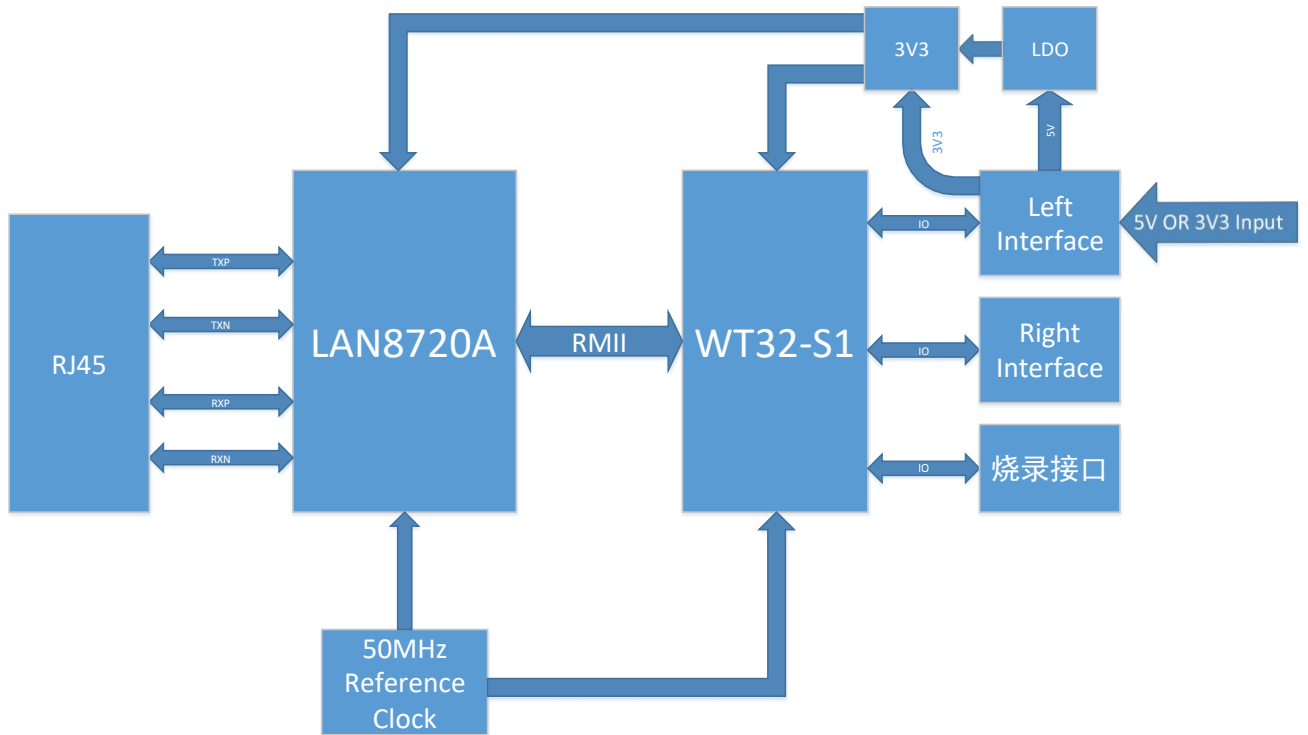 3V3
LDO
3V3
5V
Left
Interface
5V OR 3V3 Input
IO
TXP
TXN
RJ45
RXP
RXN
LAN8720A
RMII
WT32-S1
IO
Right
Interface
IO
烧录接口
50MHz
Reference
Clock